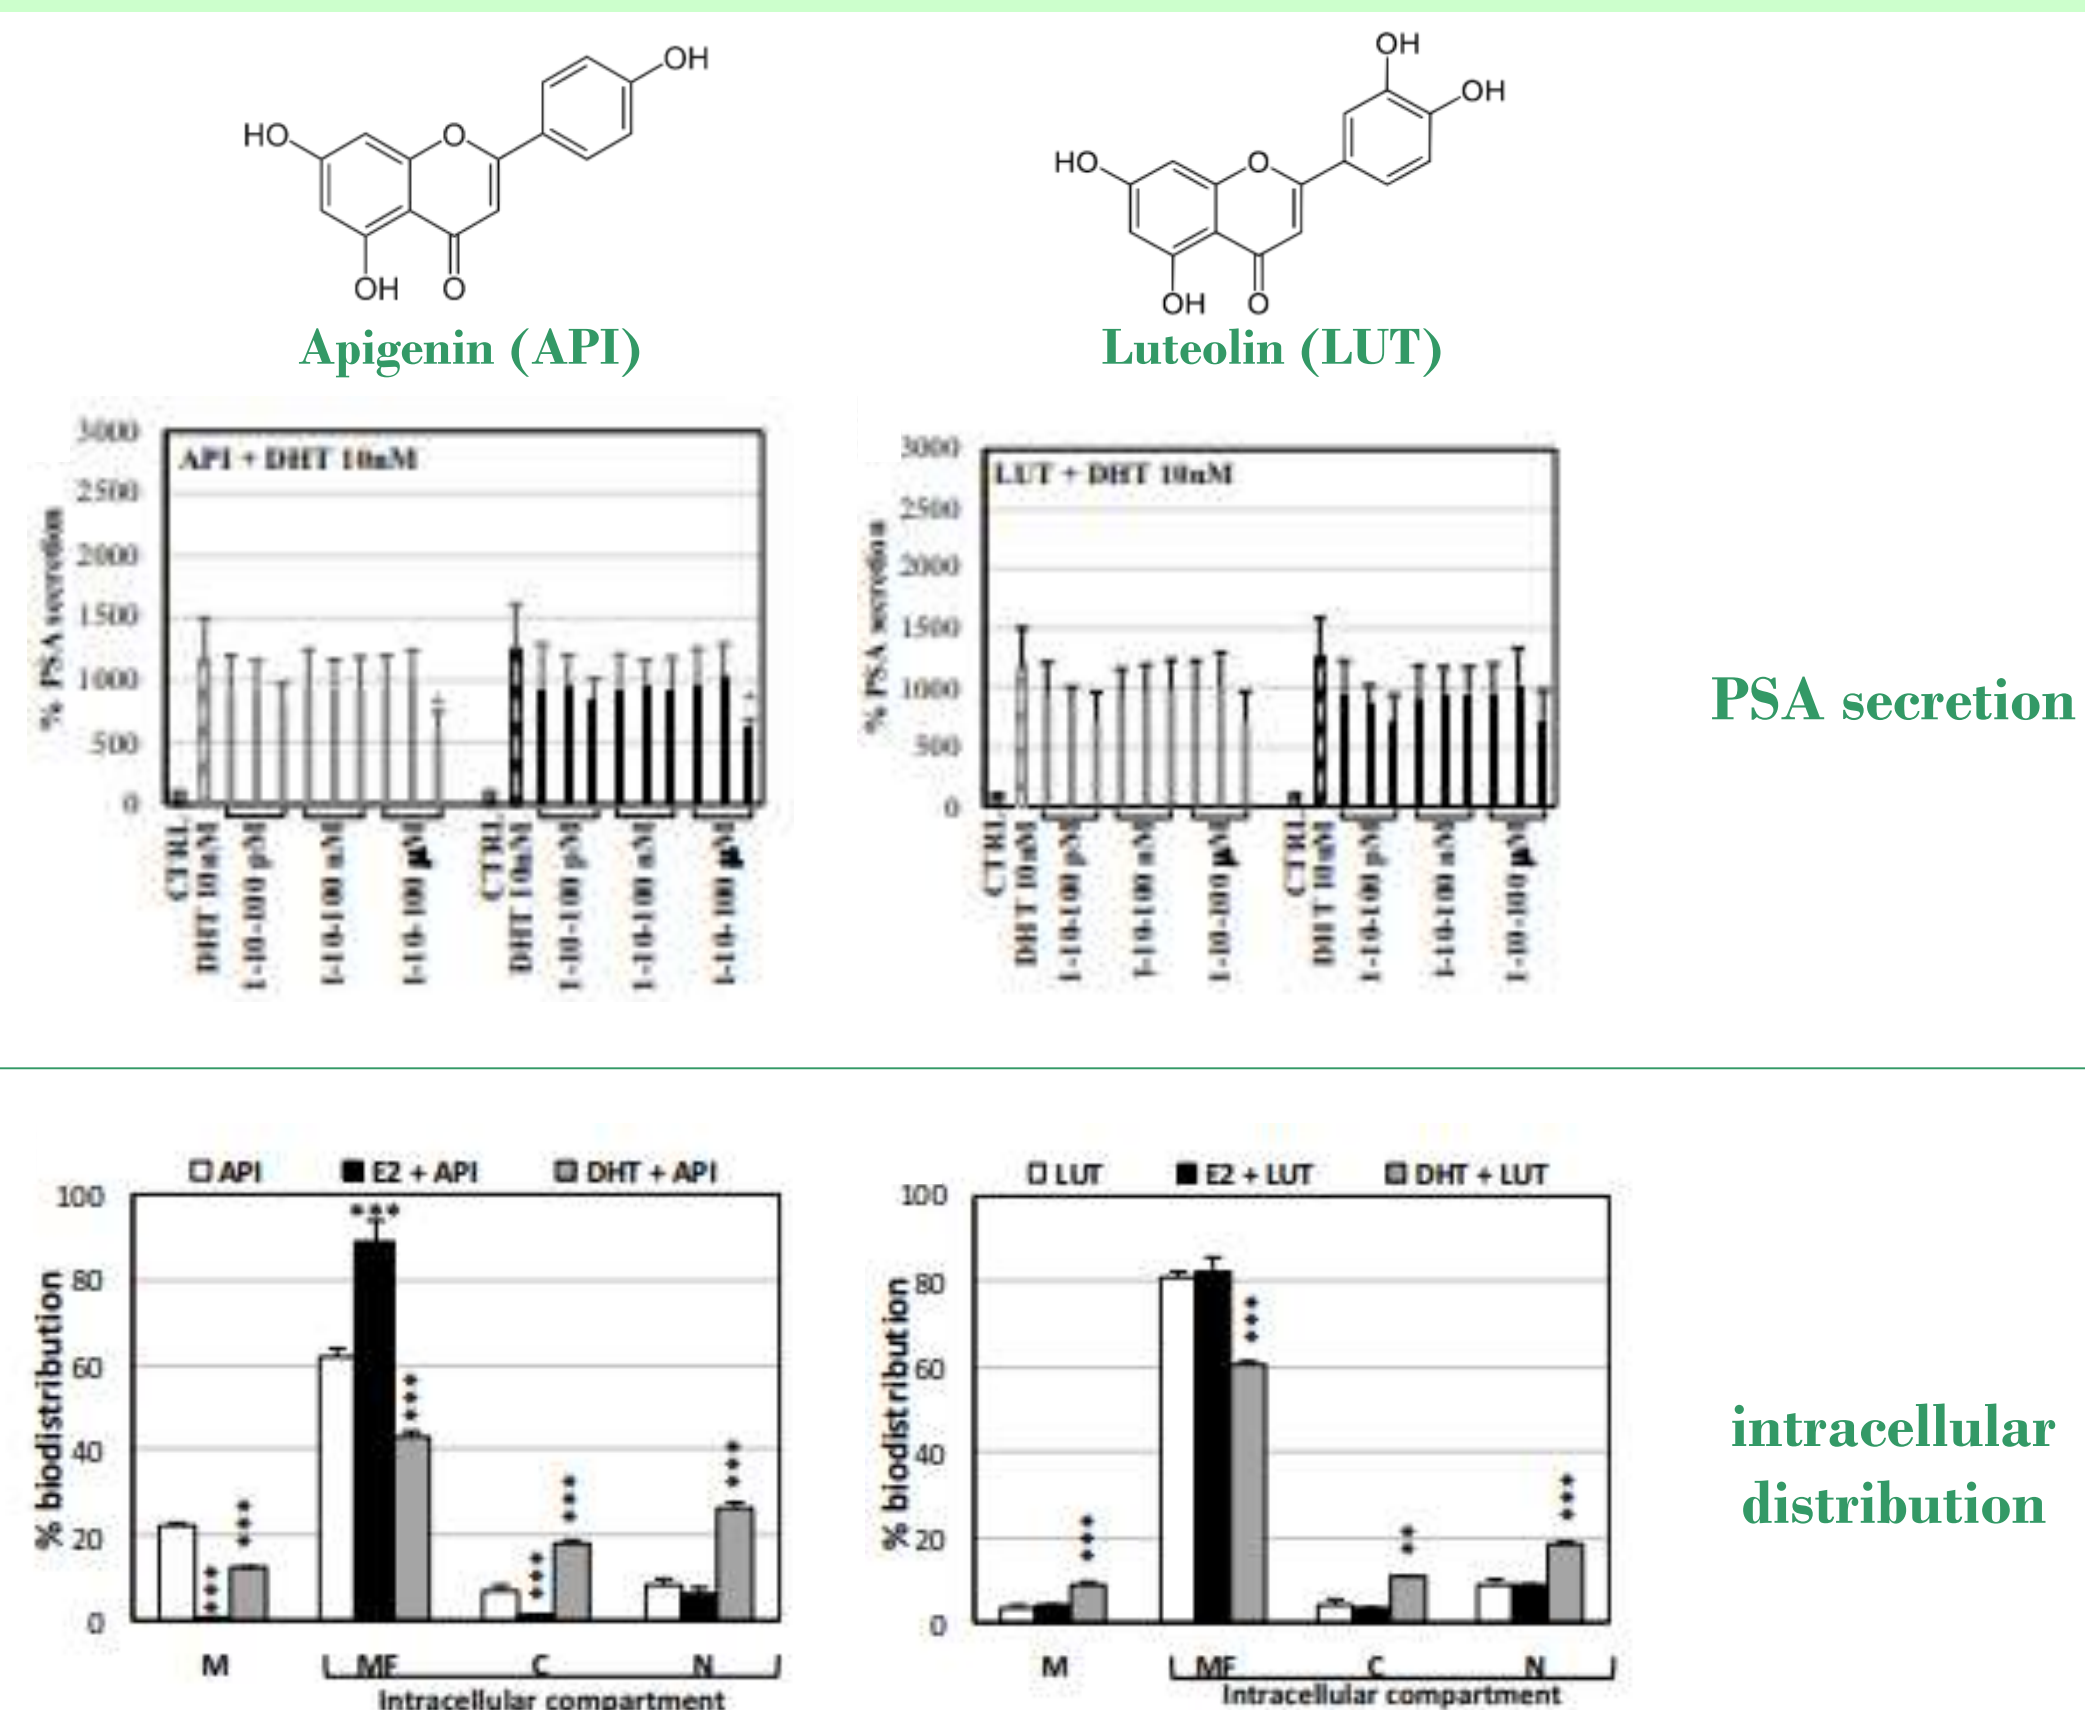 OH
HO
O
OH
O
Apigenin (API)
OH
OH
HO
O
OH
O
Luteolin (LUT)
API + DHT 10nM
% PSA secretion
3000
2500
2000
1500
1000
500
0
CTRL
DHT 10nM
1-10-100 pM
1-10-100 nM
1-10-100 µM
CTRL
DHT 10nM
1-10-100 pM
1-10-100 nM
1-10-100 µM
LUT + DHT 10nM
% PSA secretion
3000
2500
2000
1500
1000
500
0
CTRL
DHT 10nM
1-10-100 pM
1-10-100 nM
1-10-100 µM
CTRL
DHT 10nM
1-10-100 pM
1-10-100 nM
1-10-100 µM
PSA secretion
API E2 + API DHT + API
% biodistribution
100
80
60
40
20
0
***
***
***
***
***
***
***
M MF C N
Intracellular compartment
LUT E2 + LUT DHT + LUT
% biodistribution
100
80
60
40
20
0
***
***
**
***
M MF C N
Intracellular compartment
intracellular
distribution